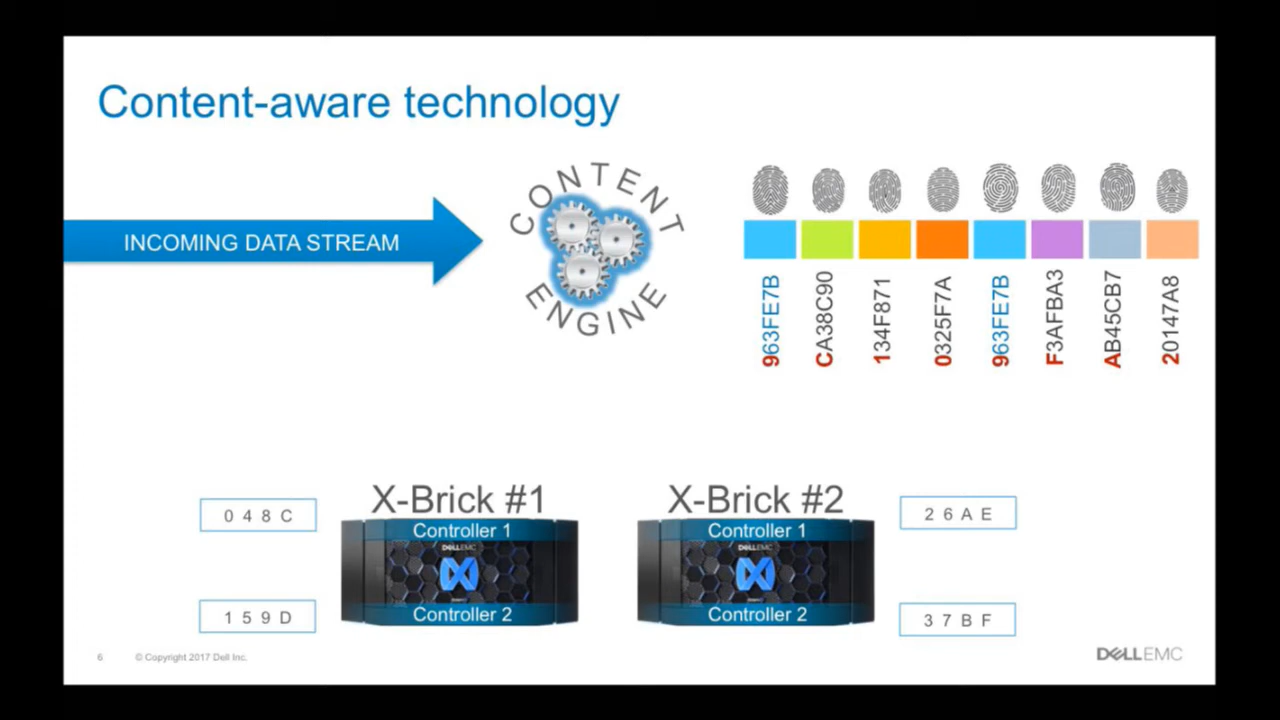 Content-aware technology
INCOMING DATA STREAM
CONTENT
ENGINE
963FE7B
CA38C90
134F871
0325F7A
963FE7B
F3AFBA3
AB45CB7
20147A8
X-Brick #1
X-Brick #2
0 4 8 C
Controller 1
Controller 1
2 6 A E
DELLEMC
DELLEMC
1 5 9 D
Controller 2
Controller 2
3 7 B F
6
© Copyright 2017 Dell Inc.
DELLEMC